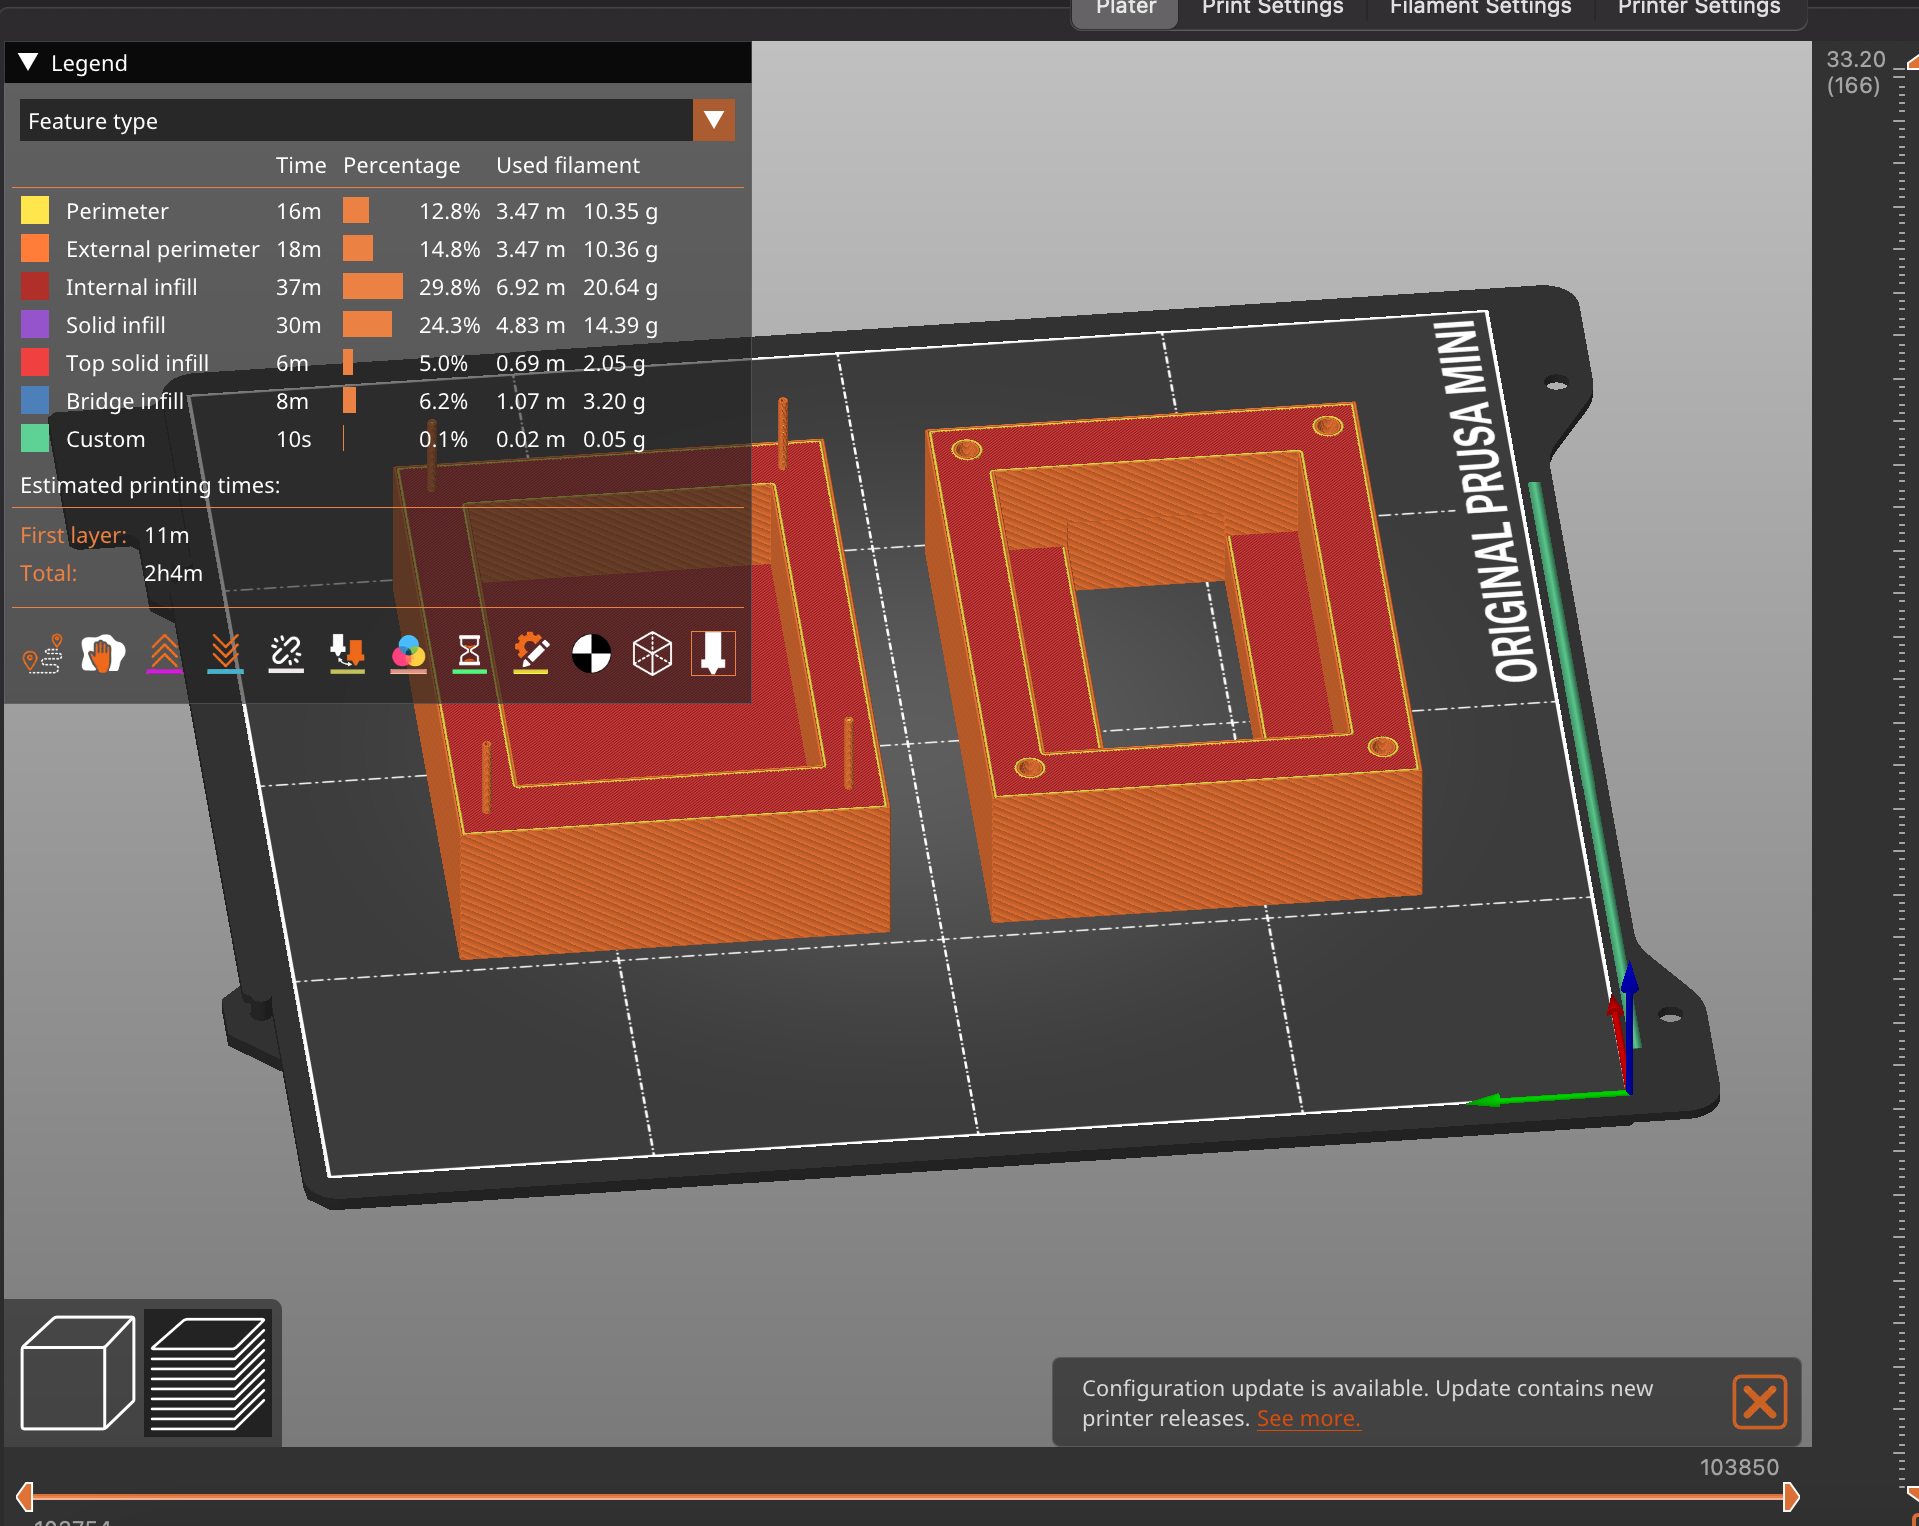 Plater Print Settings Filament Settings Printer Settings
Legend
33.20
(166)
Feature type
Time Percentage Used filament
Perimeter 16m 12.8% 3.47 m 10.35 g
External perimeter 18m 14.8% 3.47 m 10.36 g
Internal infill 37m 29.8% 6.92 m 20.64 g
Solid infill 30m 24.3% 4.83 m 14.39 g
Top solid infill 6m 5.0% 0.69 m 2.05 g
Bridge infill 8m 6.2% 1.07 m 3.20 g
Custom 10s 0.1% 0.02 m 0.05 g
Estimated printing times:
First layer: 11m
Total: 2h4m
ORIGINAL PRUSA MINI
Configuration update is available. Update contains new
printer releases. See more.
103850